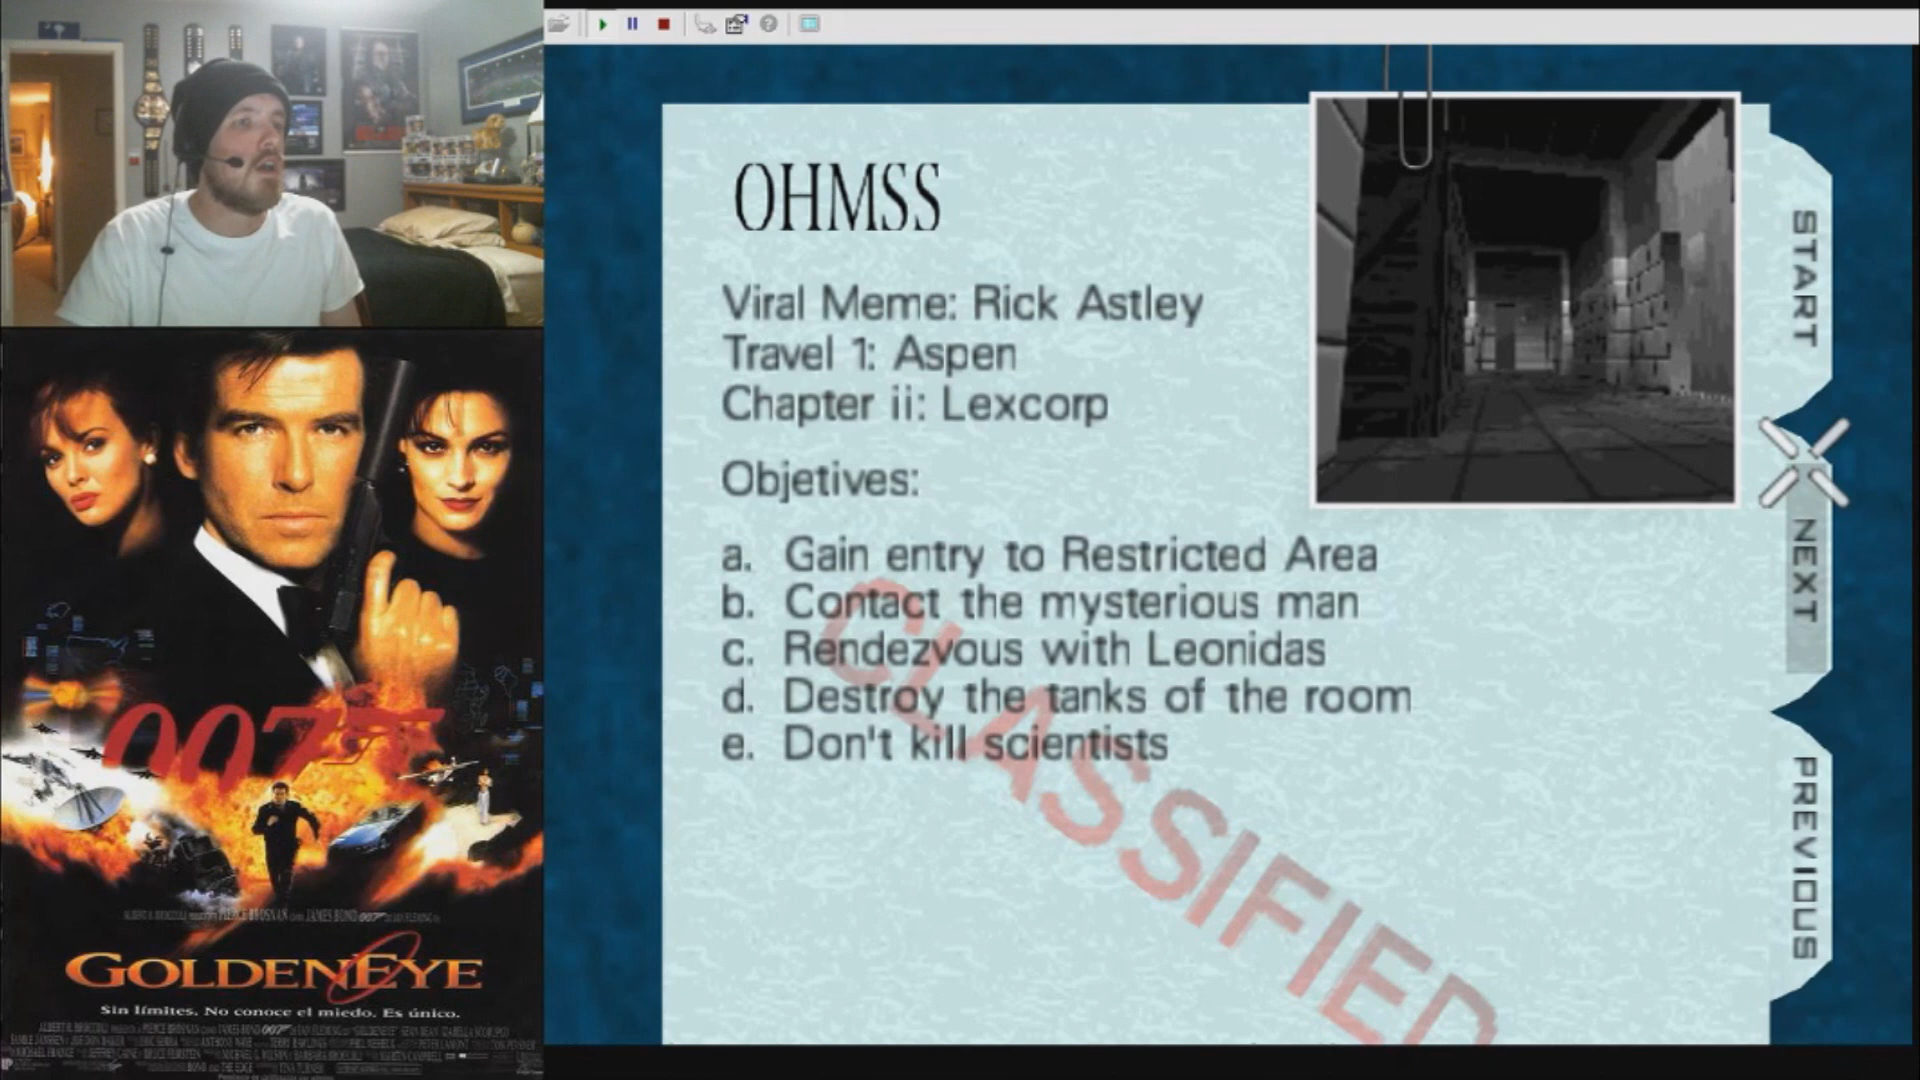 OHMSS
Viral Meme: Rick Astley
Travel 1: Aspen
Chapter ii: Lexcorp
Objetives:
a. Gain entry to Restricted Area
b. Contact the mysterious man
c. Rendezvous with Leonidas
d. Destroy the tanks of the room
e. Don't kill scientists
CLASSIFIED
START
NEXT
PREVIOUS
007
GOLDENEYE
Sin límites. No conoce el miedo. Es único.